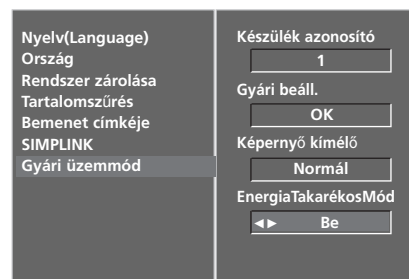 Nyelv(Language)
Ország
Rendszer zárolása
Tartalomszűrés
Bemenet címkéje
SIMPLINK
Gyári üzemmód
Készülék azonosító
1
Gyári beáll.
OK
Képernyő kímélő
Normál
EnergiaTakarékosMód
◄► Be